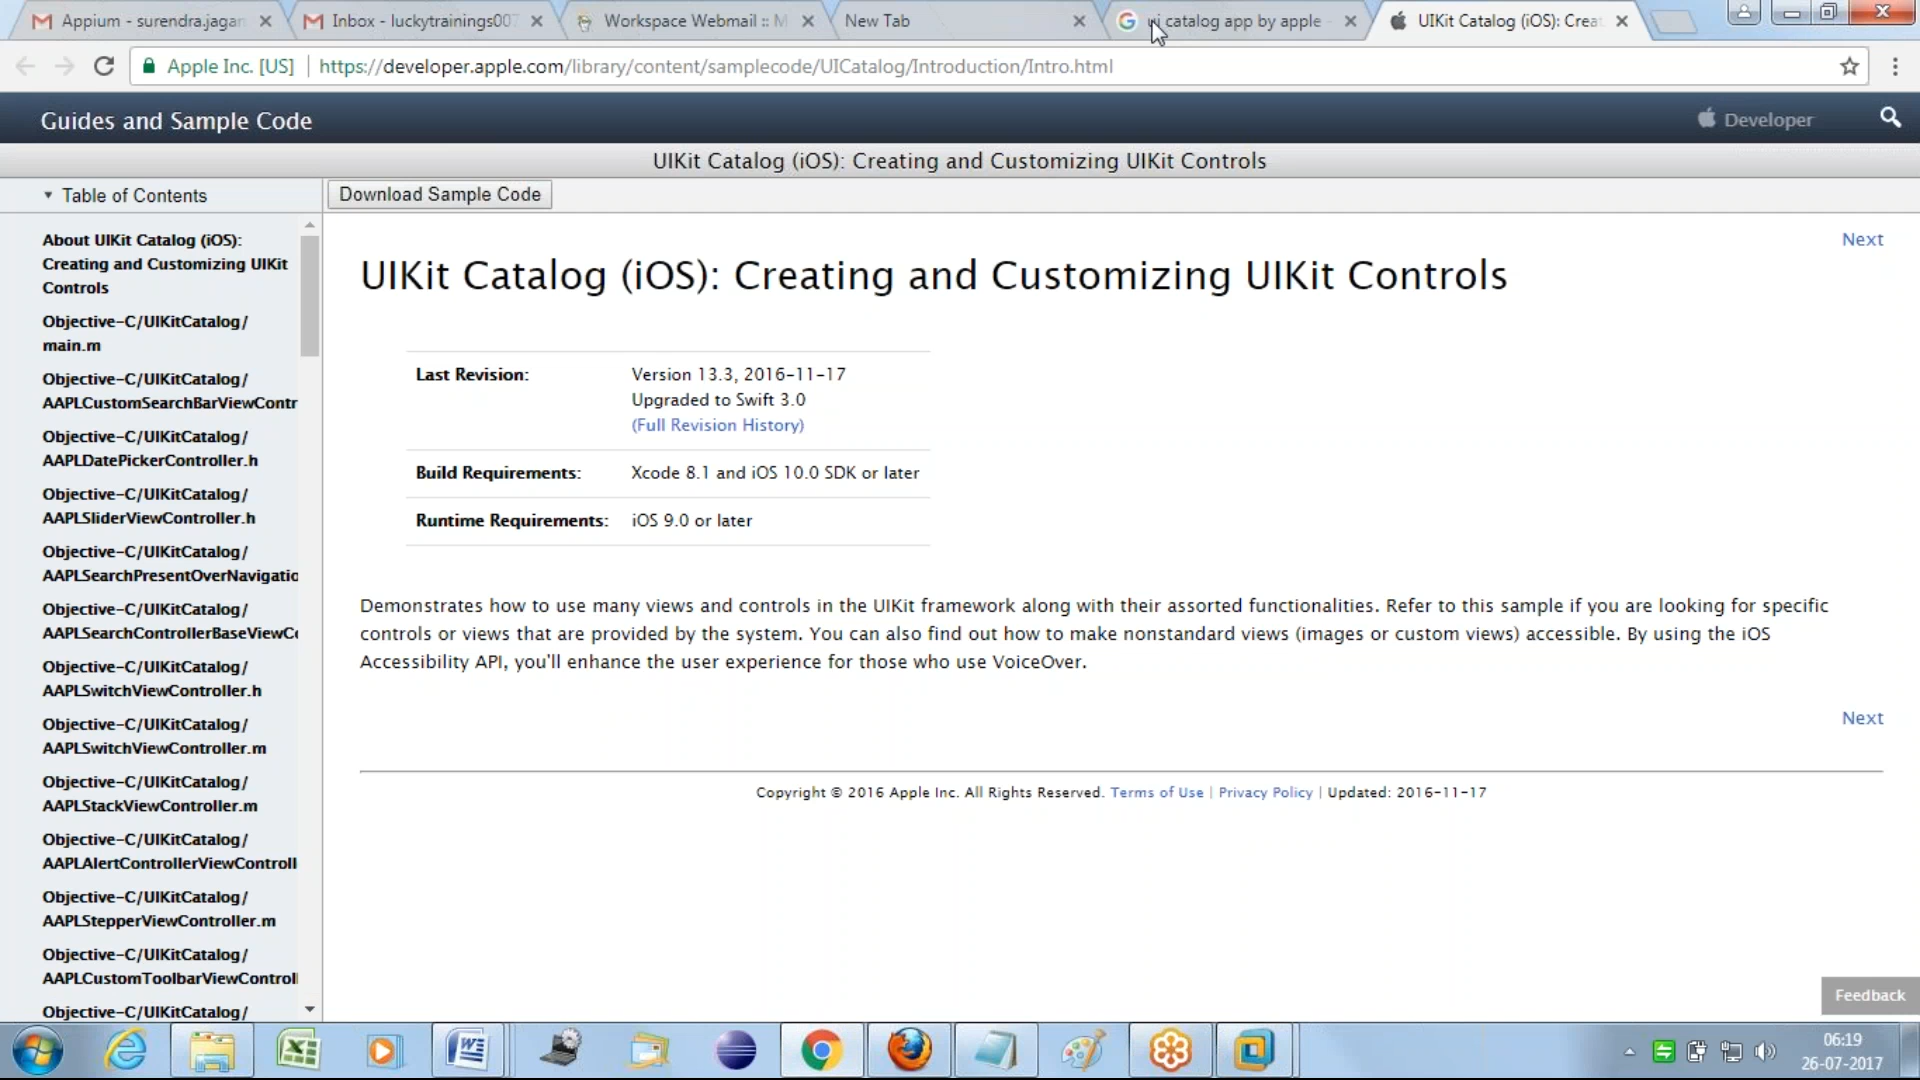 Appium - surendra.jagar
Inbox - luckytrainings007
Workspace Webmail :: M
New Tab
ui catalog app by apple -
UIKit Catalog (iOS): Creat
Apple Inc. [US] | https://developer.apple.com/library/content/samplecode/UICatalog/Introduction/Intro.html
Guides and Sample Code
Developer
UIKit Catalog (iOS): Creating and Customizing UIKit Controls
Table of Contents
Download Sample Code
About UIKit Catalog (iOS):
Creating and Customizing UIKit
Controls
Objective-C/UIKitCatalog/
main.m
Objective-C/UIKitCatalog/
AAPLCustomSearchBarViewContr
Objective-C/UIKitCatalog/
AAPLDatePickerController.h
Objective-C/UIKitCatalog/
AAPLSliderViewController.h
Objective-C/UIKitCatalog/
AAPLSearchPresentOverNavigatio
Objective-C/UIKitCatalog/
AAPLSearchControllerBaseViewCo
Objective-C/UIKitCatalog/
AAPLSwitchViewController.h
Objective-C/UIKitCatalog/
AAPLSwitchViewController.m
Objective-C/UIKitCatalog/
AAPLStackViewController.m
Objective-C/UIKitCatalog/
AAPLAlertControllerViewControll
Objective-C/UIKitCatalog/
AAPLStepperViewController.m
Objective-C/UIKitCatalog/
AAPLCustomToolbarViewControl
Objective-C/UIKitCatalog/
Next
UIKit Catalog (iOS): Creating and Customizing UIKit Controls
Last Revision: Version 13.3, 2016-11-17
Upgraded to Swift 3.0
(Full Revision History)
Build Requirements: Xcode 8.1 and iOS 10.0 SDK or later
Runtime Requirements: iOS 9.0 or later
Demonstrates how to use many views and controls in the UIKit framework along with their assorted functionalities. Refer to this sample if you are looking for specific
controls or views that are provided by the system. You can also find out how to make nonstandard views (images or custom views) accessible. By using the iOS
Accessibility API, you'll enhance the user experience for those who use VoiceOver.
Next
Copyright © 2016 Apple Inc. All Rights Reserved. Terms of Use | Privacy Policy | Updated: 2016-11-17
Feedback
06:19
26-07-2017